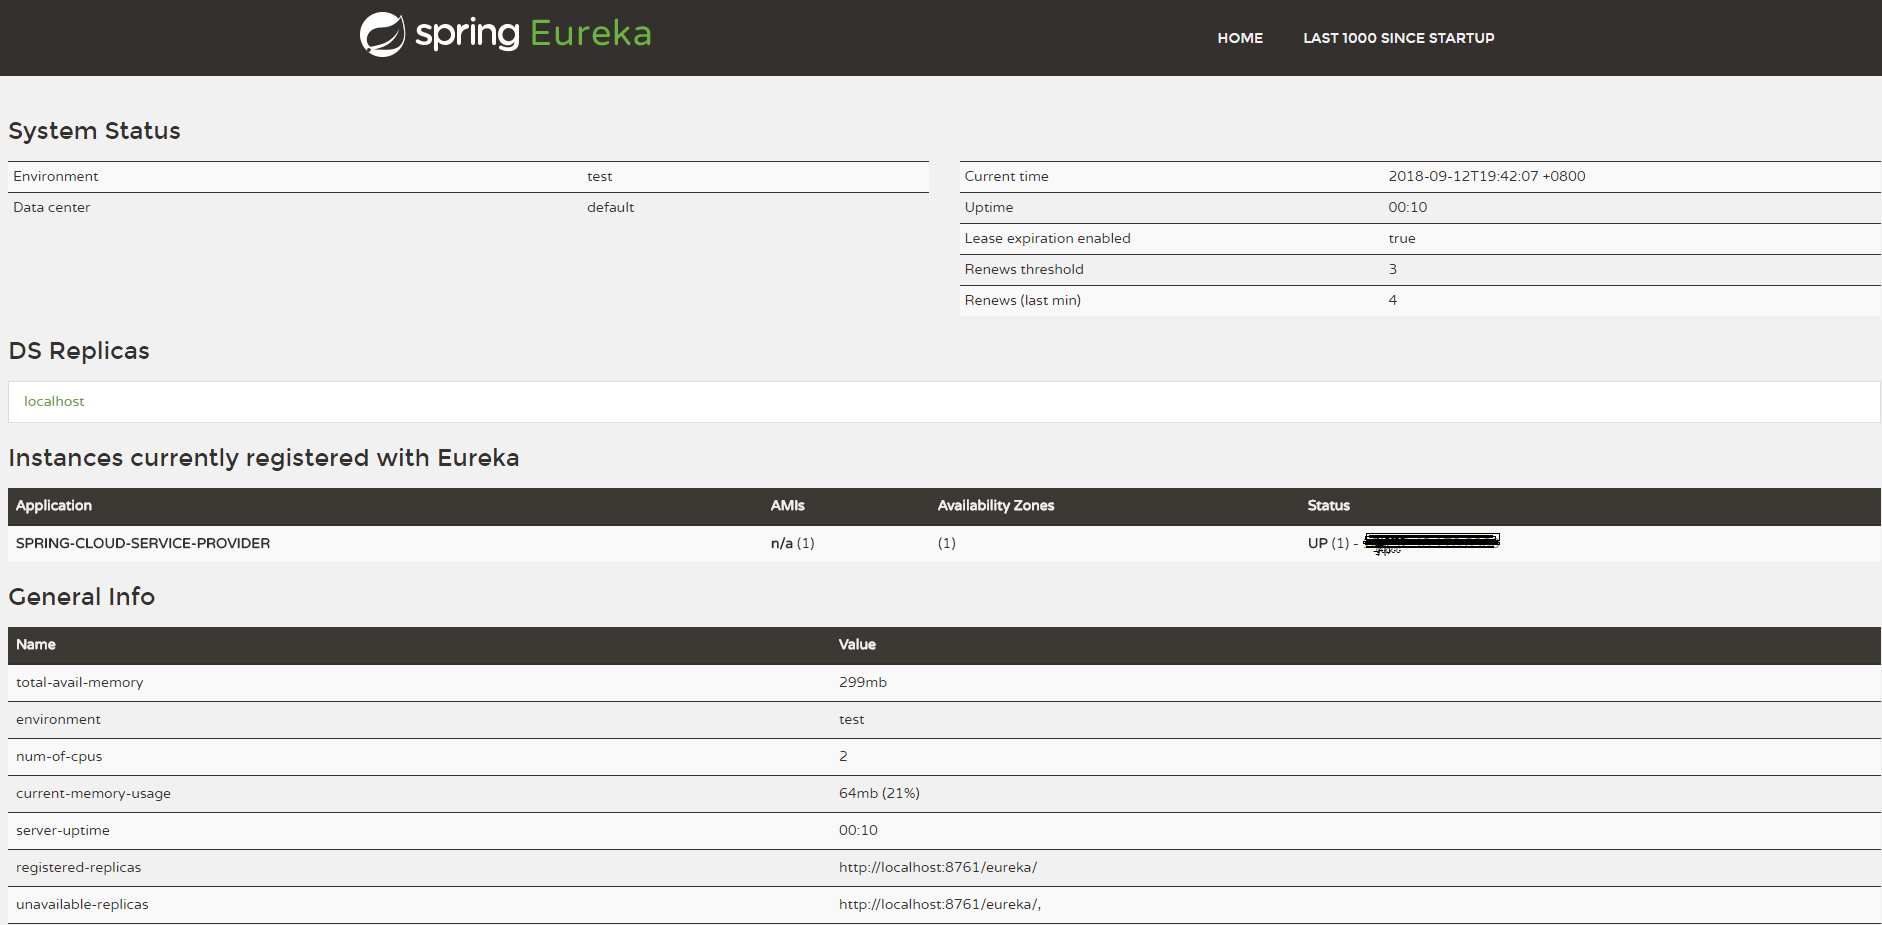 spring Eureka
HOME LAST 1000 SINCE STARTUP
System Status
Environment test
Data center default
Current time 2018-09-12T19:42:07 +0800
Uptime 00:10
Lease expiration enabled true
Renews threshold 3
Renews (last min) 4
DS Replicas
localhost
Instances currently registered with Eureka
Application AMIs Availability Zones Status
SPRING-CLOUD-SERVICE-PROVIDER n/a (1) (1) UP (1) -
General Info
Name Value
total-avail-memory 299mb
environment test
num-of-cpus 2
current-memory-usage 64mb (21%)
server-uptime 00:10
registered-replicas http://localhost:8761/eureka/
unavailable-replicas http://localhost:8761/eureka/,